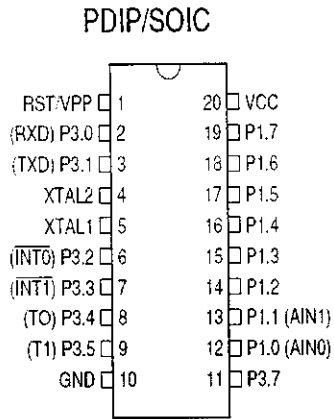 PDIP/SOIC
RST/VPP 1 20 VCC
(RXD) P3.0 2 19 P1.7
(TXD) P3.1 3 18 P1.6
XTAL2 4 17 P1.5
XTAL1 5 16 P1.4
(INT0) P3.2 6 15 P1.3
(INT1) P3.3 7 14 P1.2
(TO) P3.4 8 13 P1.1 (AIN1)
(T1) P3.5 9 12 P1.0 (AIN0)
GND 10 11 P3.7